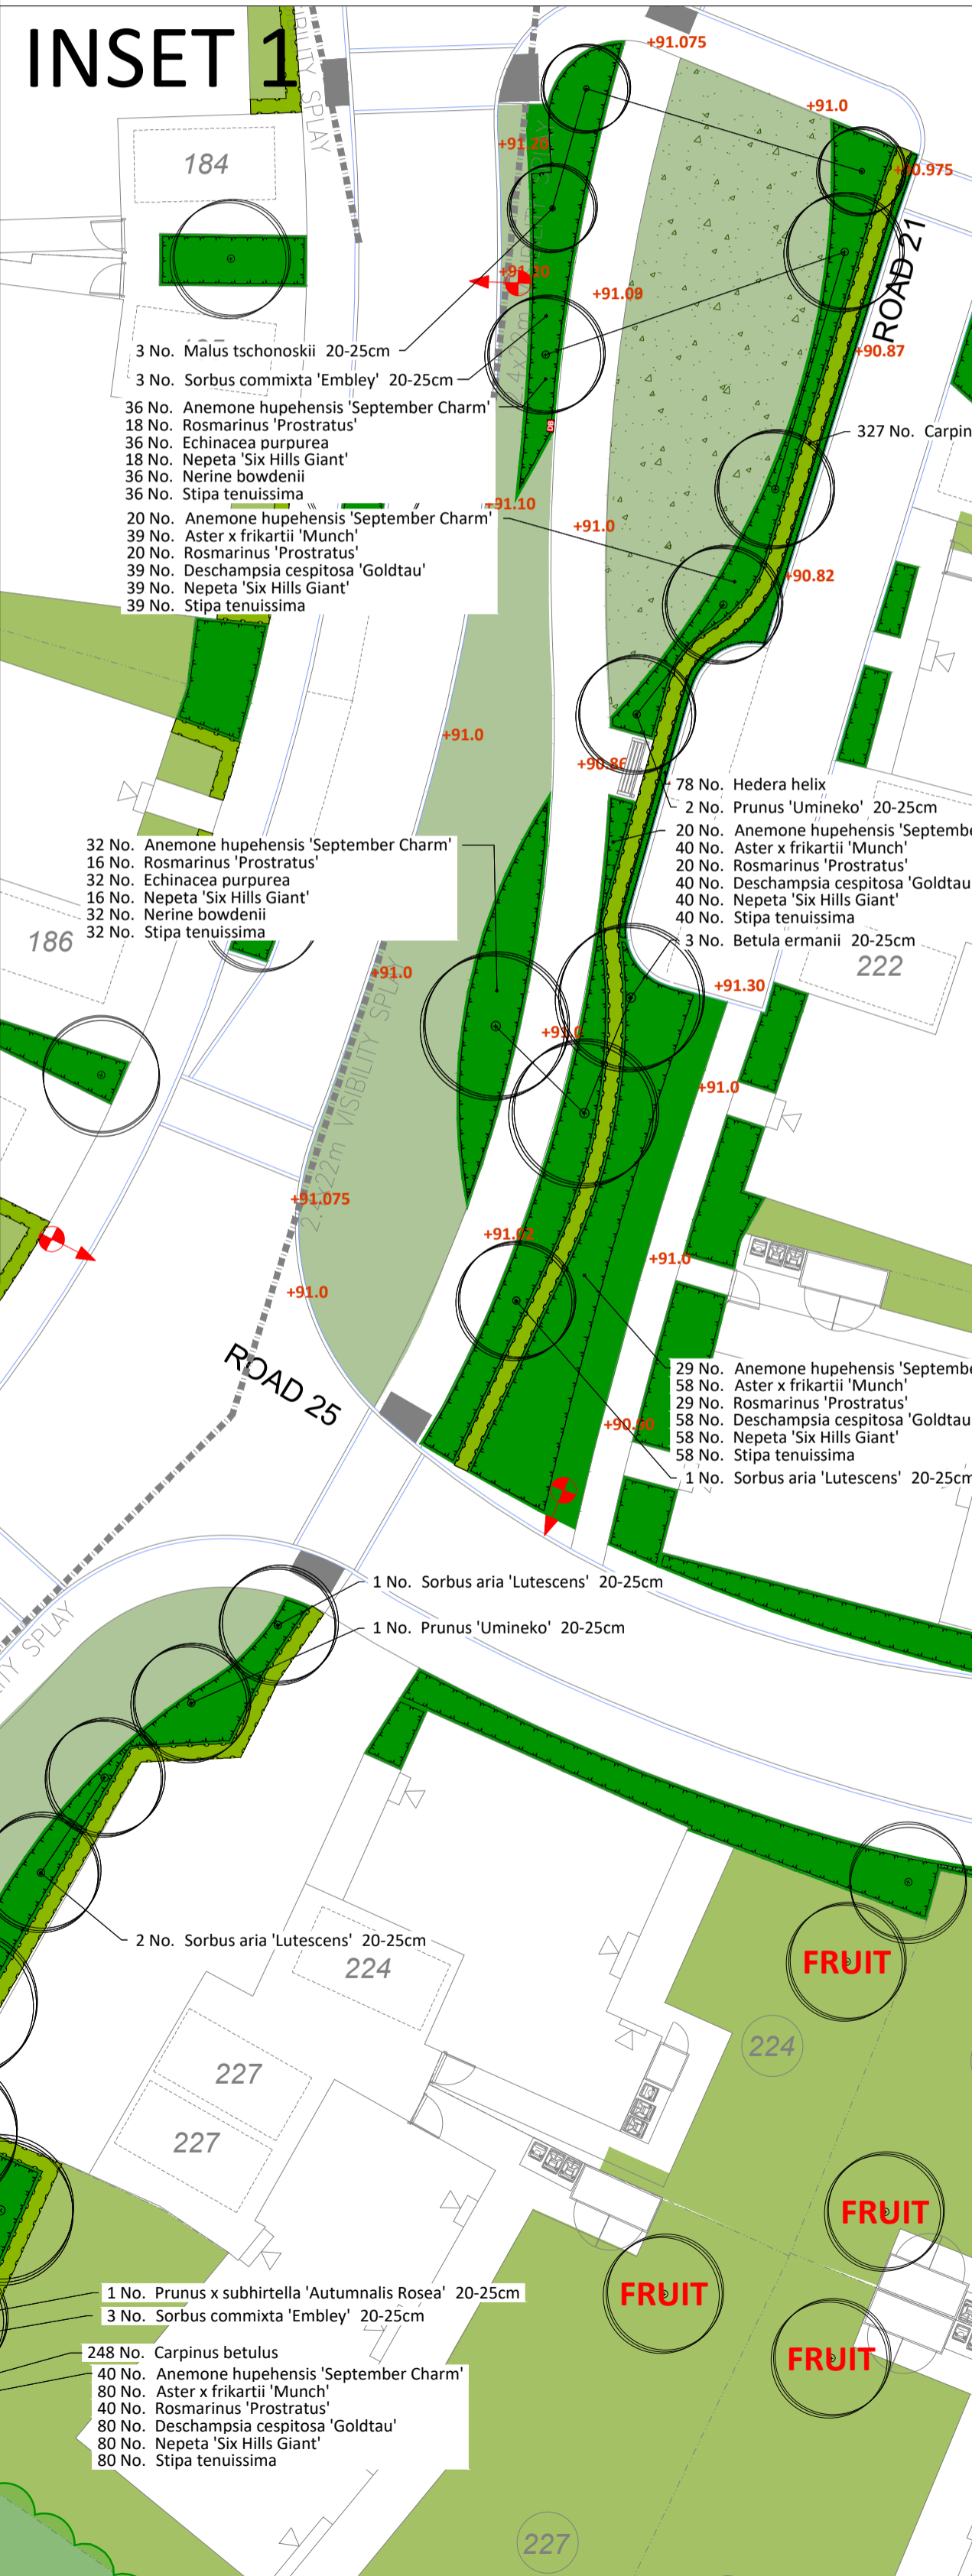 INSET 1
+91.075
+91.0
184
+91.20
+90.975
ROAD 21
+91.20
+91.09
3 No. Malus tschonoskii 20-25cm
+90.87
3 No. Sorbus commixta 'Embley' 20-25cm
36 No. Anemone hupehensis 'September Charm'
18 No. Rosmarinus 'Prostratus'
36 No. Echinacea purpurea
18 No. Nepeta 'Six Hills Giant'
36 No. Nerine bowdenii
36 No. Stipa tenuissima
DB
327 No. Carpin
+91.10
20 No. Anemone hupehensis 'September Charm'
39 No. Aster x frikartii 'Munch'
20 No. Rosmarinus 'Prostratus'
39 No. Deschampsia cespitosa 'Goldtau'
39 No. Nepeta 'Six Hills Giant'
39 No. Stipa tenuissima
+91.0
+90.82
+91.0
+90.86
78 No. Hedera helix
2 No. Prunus 'Umineko' 20-25cm
20 No. Anemone hupehensis 'Septembe
40 No. Aster x frikartii 'Munch'
20 No. Rosmarinus 'Prostratus'
40 No. Deschampsia cespitosa 'Goldtau
40 No. Nepeta 'Six Hills Giant'
40 No. Stipa tenuissima
3 No. Betula ermanii 20-25cm
32 No. Anemone hupehensis 'September Charm'
16 No. Rosmarinus 'Prostratus'
32 No. Echinacea purpurea
16 No. Nepeta 'Six Hills Giant'
32 No. Nerine bowdenii
32 No. Stipa tenuissima
186
222
+91.0
+91.30
+91.0
+91.0
VISIBILITY SPLAY
+91.075
+91.02
+91.0
+91.0
ROAD 25
29 No. Anemone hupehensis 'Septembe
58 No. Aster x frikartii 'Munch'
29 No. Rosmarinus 'Prostratus'
58 No. Deschampsia cespitosa 'Goldtau
58 No. Nepeta 'Six Hills Giant'
58 No. Stipa tenuissima
1 No. Sorbus aria 'Lutescens' 20-25cm
1 No. Sorbus aria 'Lutescens' 20-25cm
1 No. Prunus 'Umineko' 20-25cm
SPLAY
2 No. Sorbus aria 'Lutescens' 20-25cm
224
FRUIT
224
227
227
FRUIT
FRUIT
FRUIT
1 No. Prunus x subhirtella 'Autumnalis Rosea' 20-25cm
3 No. Sorbus commixta 'Embley' 20-25cm
248 No. Carpinus betulus
40 No. Anemone hupehensis 'September Charm'
80 No. Aster x frikartii 'Munch'
40 No. Rosmarinus 'Prostratus'
80 No. Deschampsia cespitosa 'Goldtau'
80 No. Nepeta 'Six Hills Giant'
80 No. Stipa tenuissima
227